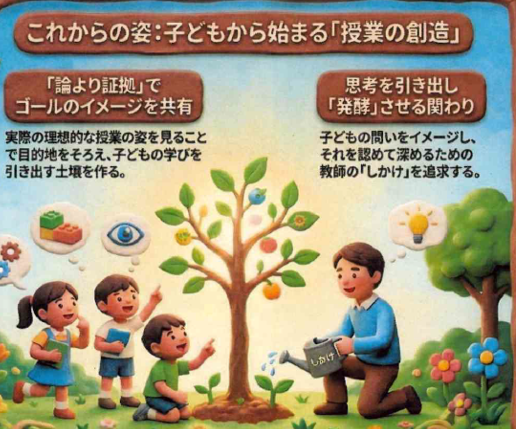 これからの姿：子どもから始まる「授業の創造」
「論より証拠」で
ゴールのイメージを共有
実際の理想的な授業の姿を見ること
で目的地をそろえ、子どもの学びを
引き出す土壌を作る。
思考を引き出し
「発酵」させる関わり
子どもの問いをイメージし、
それを認めて深めるための
教師の「しかけ」を追求する。
しかけ